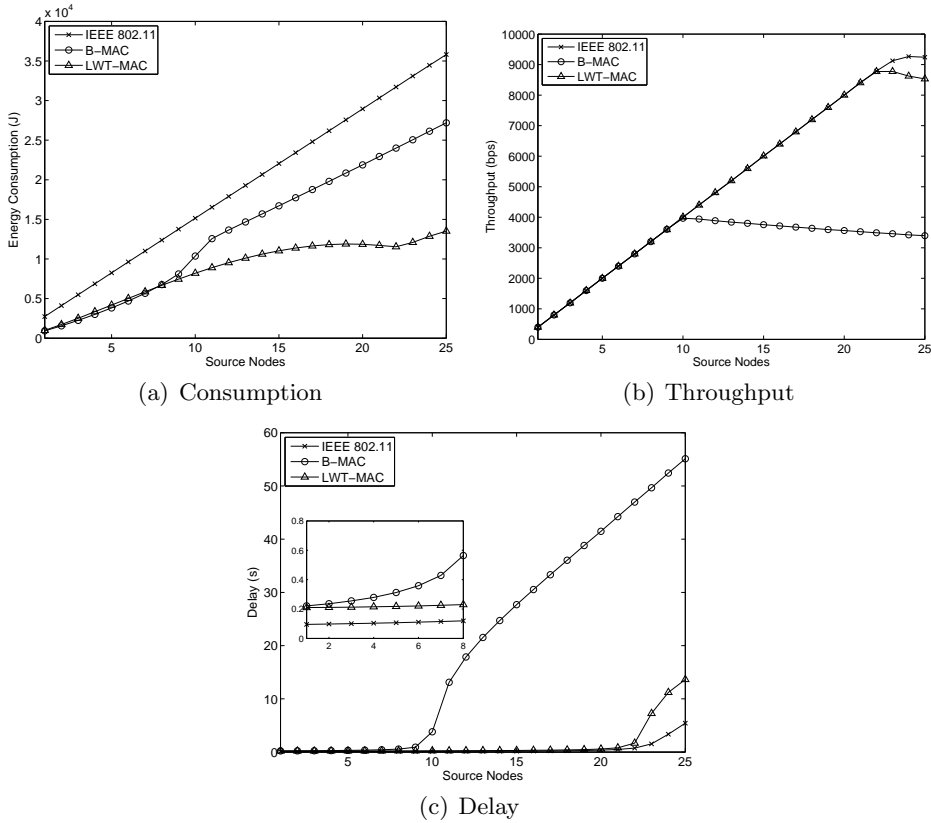 x 10^4
4
3.5
3
2.5
2
1.5
1
0.5
0
IEEE 802.11
B−MAC
LWT−MAC
Energy Consumption (J)
5 10 15 20 25
Source Nodes
(a) Consumption
10000
9000
8000
7000
6000
5000
4000
3000
2000
1000
0
IEEE 802.11
B−MAC
LWT−MAC
Throughput (bps)
5 10 15 20 25
Source Nodes
(b) Throughput
60
50
40
30
20
10
0
IEEE 802.11
B−MAC
LWT−MAC
0.8
0.6
0.4
0.2
0
2 4 6 8
Delay (s)
5 10 15 20 25
Source Nodes
(c) Delay